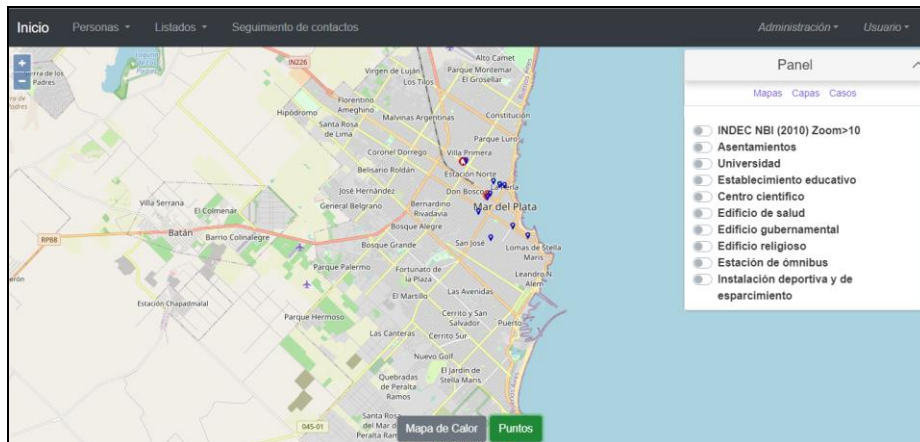 Inicio Personas Listados Seguimiento de contactos Administración Usuario
+
−
Panel
Mapas Capas Casos
INDEC NBI (2010) Zoom>10
Asentamientos
Universidad
Establecimiento educativo
Centro científico
Edificio de salud
Edificio gubernamental
Edificio religioso
Estación de ómnibus
Instalación deportiva y de
esparcimiento
Alto Camet
IN226
Virgen de Luján
Parque Montemar
El Grosellar
Los Tilos
Padres
Florentino
Ameghino
Hipódromo
Malvinas Argentinas
Constitución
Santa Rosa
de Lima
Parque Luro
Coronel Dorrego
Villa Primera
Belisario Roldán
Estación Norte
José Hernández
Don Bosco
General Belgrano
Bernardino
Rivadavia
Mar del Plata
Villa Serrana
El Colmenar
Bosque Alegre
RP88
Batán
Barrio Colinalegre
Bosque Grande
San José
Lomas de Stella
Maris
Parque Palermo
Fortunato de
la Plaza
Leandro N.
Alem
Estación Chapadmalal
El Martillo
Las Avenidas
Parque Hermoso
Cerrito y San
Salvador
Puerto
Las Canteras
Cerrito Sur
Nuevo Golf
El Jardin de
Stella Maris
Quebradas
de Peralta
Ramos
Santa Rosa
del Mar de
Peralta Ram
045-01
Mapa de Calor Puntos